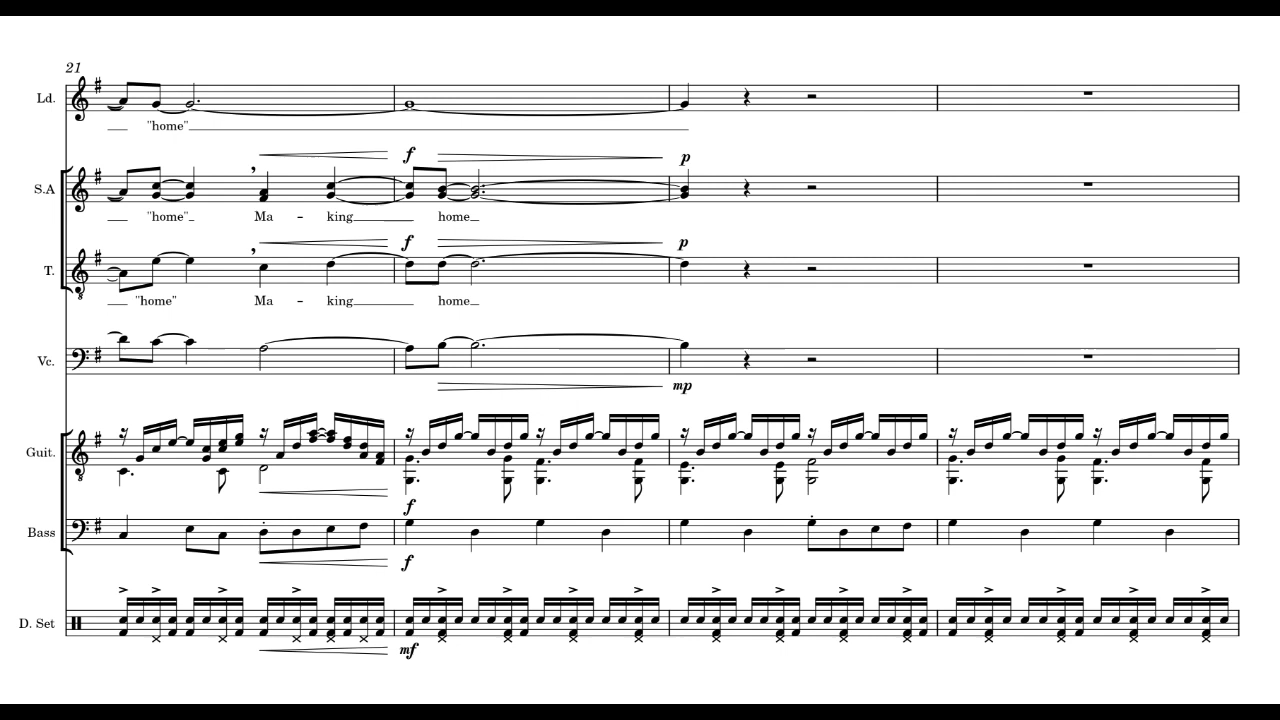 21
Ld.
"home"
f p
S.A
"home" Ma - king home
f p
T.
"home" Ma - king home
Vc.
mp
Guit.
f
Bass
f
D. Set
mf